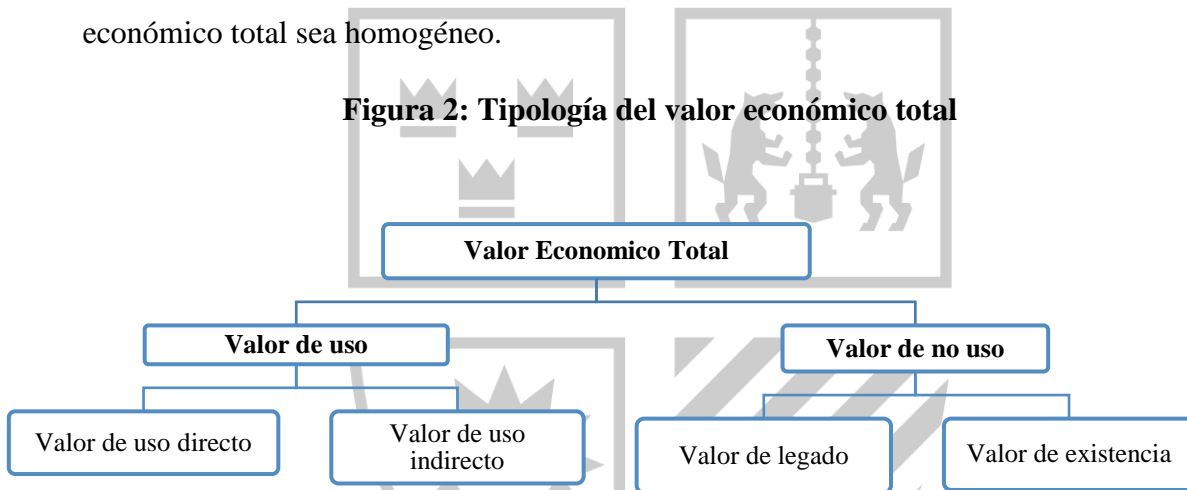 económico total sea homogéneo.
Figura 2: Tipología del valor económico total
Valor Economico Total
Valor de uso
Valor de no uso
Valor de uso directo
Valor de uso
indirecto
Valor de legado
Valor de existencia